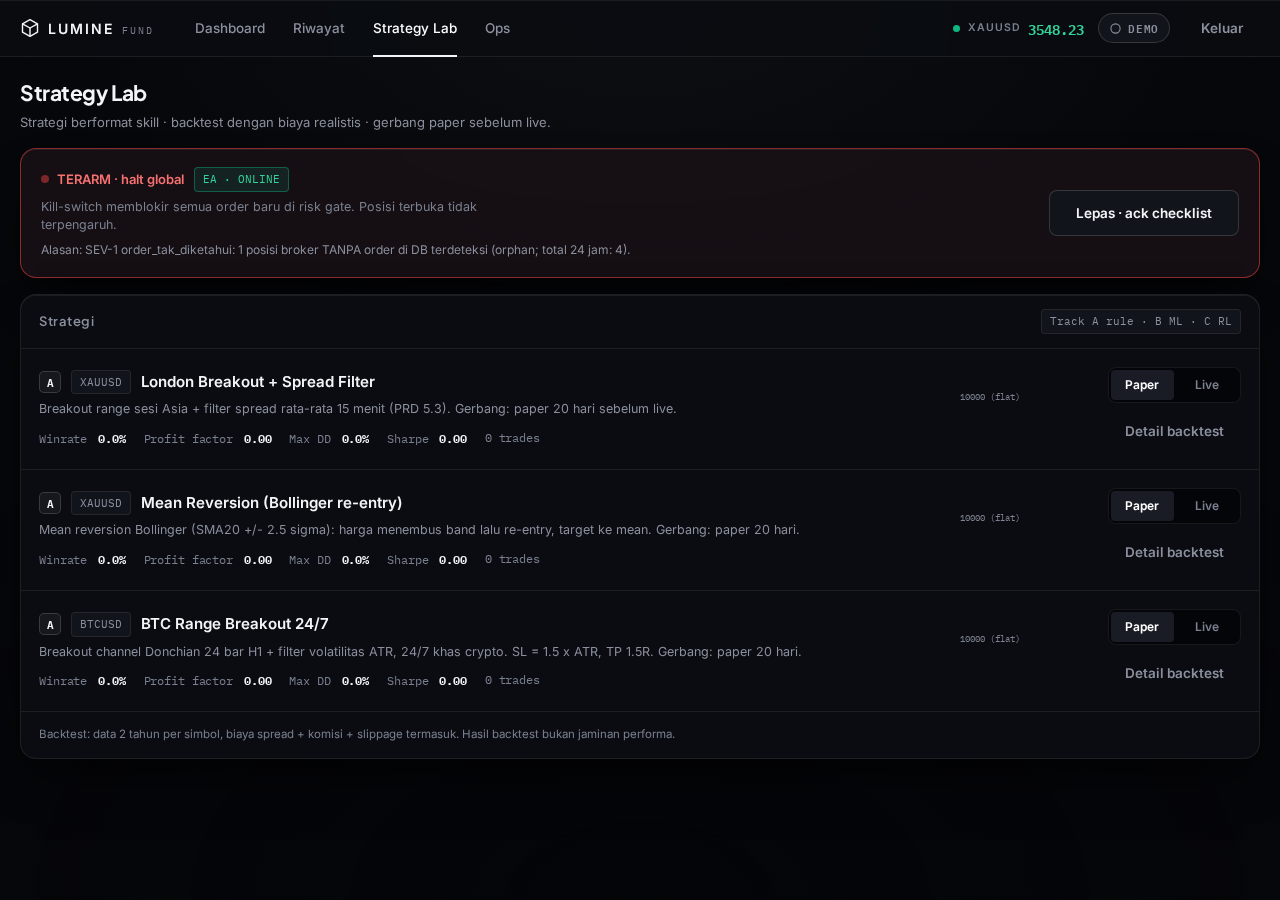 LUMINE FUND Dashboard Riwayat Strategy Lab Ops XAUUSD 3548.23 DEMO Keluar
Strategy Lab
Strategi berformat skill · backtest dengan biaya realistis · gerbang paper sebelum live.
TERARM · halt global EA · ONLINE
Kill-switch memblokir semua order baru di risk gate. Posisi terbuka tidak
terpengaruh.
Lepas · ack checklist
Alasan: SEV-1 order_tak_diketahui: 1 posisi broker TANPA order di DB terdeteksi (orphan; total 24 jam: 4).
Strategi Track A rule · B ML · C RL
A XAUUSD London Breakout + Spread Filter Paper Live
Breakout range sesi Asia + filter spread rata-rata 15 menit (PRD 5.3). Gerbang: paper 20 hari sebelum live. 10000 (flat)
Winrate 0.0% Profit factor 0.00 Max DD 0.0% Sharpe 0.00 0 trades Detail backtest
A XAUUSD Mean Reversion (Bollinger re-entry) Paper Live
Mean reversion Bollinger (SMA20 +/- 2.5 sigma): harga menembus band lalu re-entry, target ke mean. Gerbang: paper 20 hari. 10000 (flat)
Winrate 0.0% Profit factor 0.00 Max DD 0.0% Sharpe 0.00 0 trades Detail backtest
A BTCUSD BTC Range Breakout 24/7 Paper Live
Breakout channel Donchian 24 bar H1 + filter volatilitas ATR, 24/7 khas crypto. SL = 1.5 x ATR, TP 1.5R. Gerbang: paper 20 hari. 10000 (flat)
Winrate 0.0% Profit factor 0.00 Max DD 0.0% Sharpe 0.00 0 trades Detail backtest
Backtest: data 2 tahun per simbol, biaya spread + komisi + slippage termasuk. Hasil backtest bukan jaminan performa.